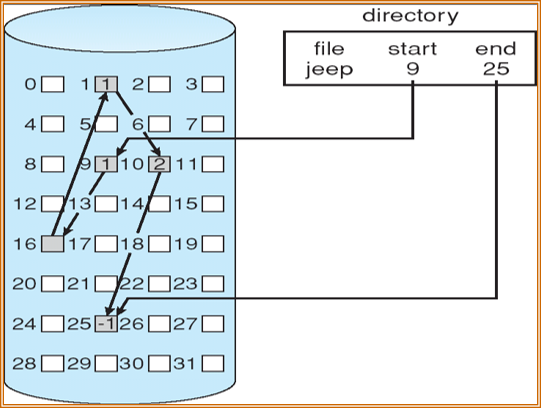 directory
file start end
jeep 9 25
0 1 1 2 3
4 5 6 7
8 9 1 10 2 11
12 13 14 15
16 17 18 19
20 21 22 23
24 25 -1 26 27
28 29 30 31